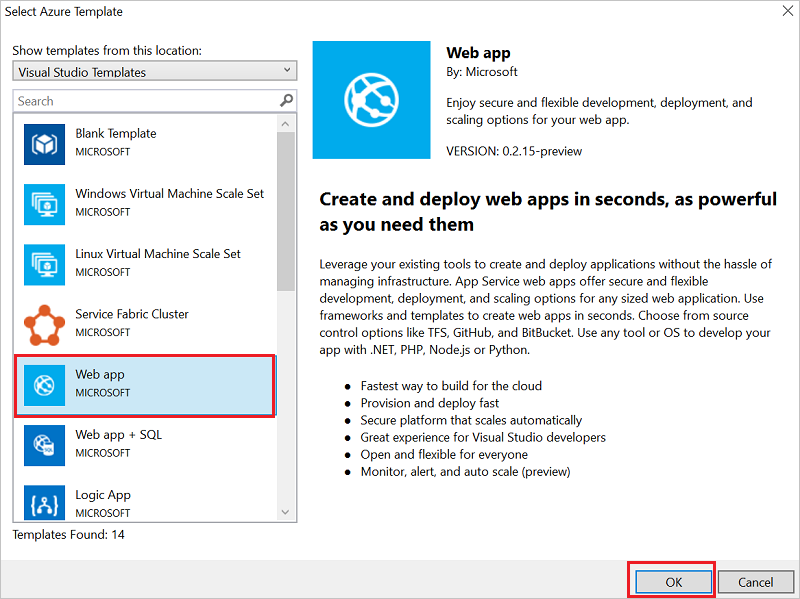 Select Azure Template
Show templates from this location:
Visual Studio Templates
Search
Blank Template
MICROSOFT
Windows Virtual Machine Scale Set
MICROSOFT
Linux Virtual Machine Scale Set
MICROSOFT
Service Fabric Cluster
MICROSOFT
Web app
MICROSOFT
Web app + SQL
MICROSOFT
Logic App
MICROSOFT
Templates Found: 14
Web app
By: Microsoft
Enjoy secure and flexible development, deployment, and
scaling options for your web app.
VERSION: 0.2.15-preview
Create and deploy web apps in seconds, as powerful
as you need them
Leverage your existing tools to create and deploy applications without the hassle of
managing infrastructure. App Service web apps offer secure and flexible
development, deployment, and scaling options for any sized web application. Use
frameworks and templates to create web apps in seconds. Choose from source
control options like TFS, GitHub, and BitBucket. Use any tool or OS to develop your
app with .NET, PHP, Node.js or Python.
● Fastest way to build for the cloud
● Provision and deploy fast
● Secure platform that scales automatically
● Great experience for Visual Studio developers
● Open and flexible for everyone
● Monitor, alert, and auto scale (preview)
OK
Cancel